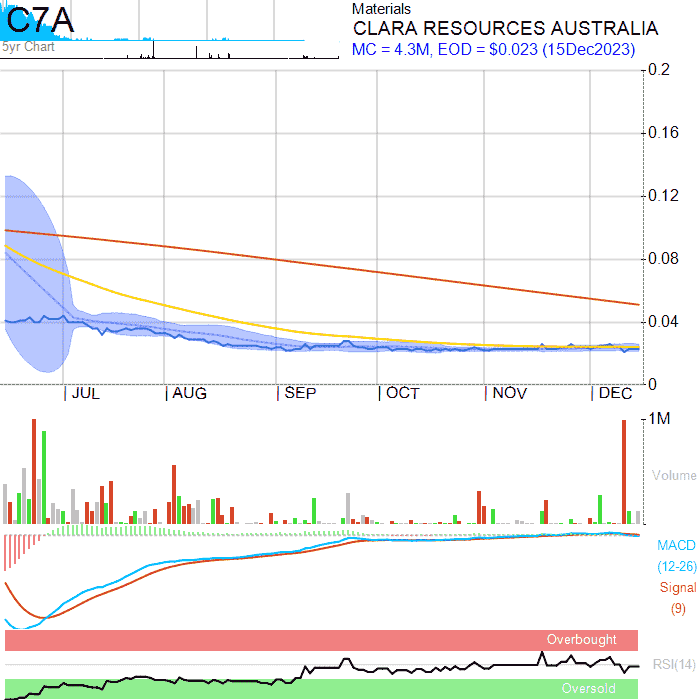 C7A
5yr Chart
Materials
CLARA RESOURCES AUSTRALIA
MC = 4.3M, EOD = $0.023 (15Dec2023)
0.2
0.16
0.12
0.08
0.04
0
JUL AUG SEP OCT NOV DEC
1M
Volume
MACD
(12-26)
Signal
(9)
Overbought
RSI(14)
Oversold